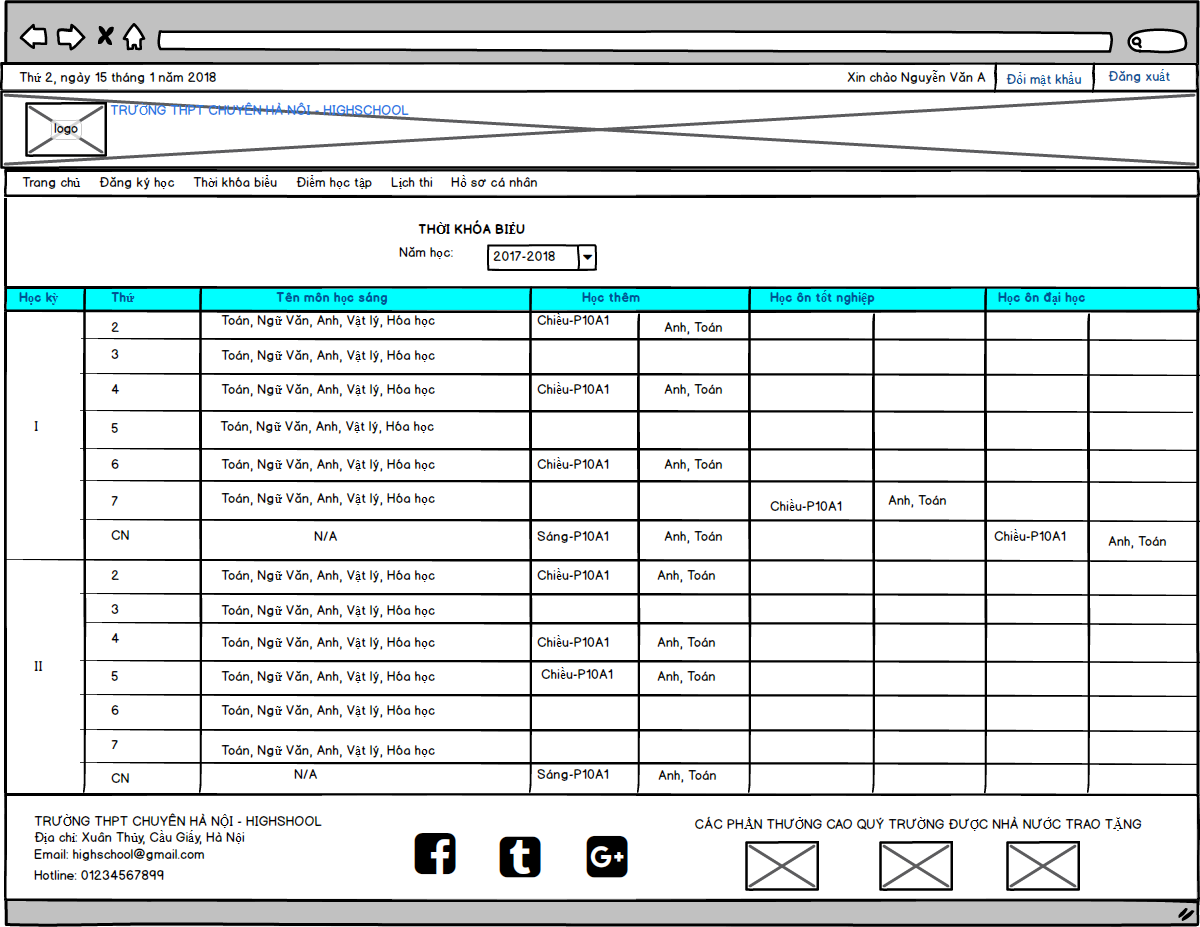 Thứ 2, ngày 15 tháng 1 năm 2018 Xin chào Nguyễn Văn A Đổi mật khẩu Đăng xuất
TRƯỜNG THPT CHUYÊN HÀ NỘI - HIGHSCHOOL
logo
Trang chủ Đăng ký học Thời khóa biểu Điểm học tập Lịch thi Hồ sơ cá nhân
THỜI KHÓA BIỂU
Năm học: 2017-2018
Học kỳ Thứ Tên môn học sáng Học thêm Học ôn tốt nghiệp Học ôn đại học
2 Toán, Ngữ Văn, Anh, Vật lý, Hóa học Chiều-P10A1 Anh, Toán
3 Toán, Ngữ Văn, Anh, Vật lý, Hóa học
4 Toán, Ngữ Văn, Anh, Vật lý, Hóa học Chiều-P10A1 Anh, Toán
I 5 Toán, Ngữ Văn, Anh, Vật lý, Hóa học
6 Toán, Ngữ Văn, Anh, Vật lý, Hóa học Chiều-P10A1 Anh, Toán
7 Toán, Ngữ Văn, Anh, Vật lý, Hóa học Chiều-P10A1 Anh, Toán
CN N/A Sáng-P10A1 Anh, Toán Chiều-P10A1 Anh, Toán
2 Toán, Ngữ Văn, Anh, Vật lý, Hóa học Chiều-P10A1 Anh, Toán
3 Toán, Ngữ Văn, Anh, Vật lý, Hóa học
4 Toán, Ngữ Văn, Anh, Vật lý, Hóa học Chiều-P10A1 Anh, Toán
II 5 Toán, Ngữ Văn, Anh, Vật lý, Hóa học Chiều-P10A1 Anh, Toán
6 Toán, Ngữ Văn, Anh, Vật lý, Hóa học
7 Toán, Ngữ Văn, Anh, Vật lý, Hóa học
CN N/A Sáng-P10A1 Anh, Toán
TRƯỜNG THPT CHUYÊN HÀ NỘI - HIGHSHOOL
Địa chỉ: Xuân Thủy, Cầu Giấy, Hà Nội
Email: highschool@gmail.com
Hotline: 01234567899
f t G+
CÁC PHẦN THƯỞNG CAO QUÝ TRƯỜNG ĐƯỢC NHÀ NƯỚC TRAO TẶNG